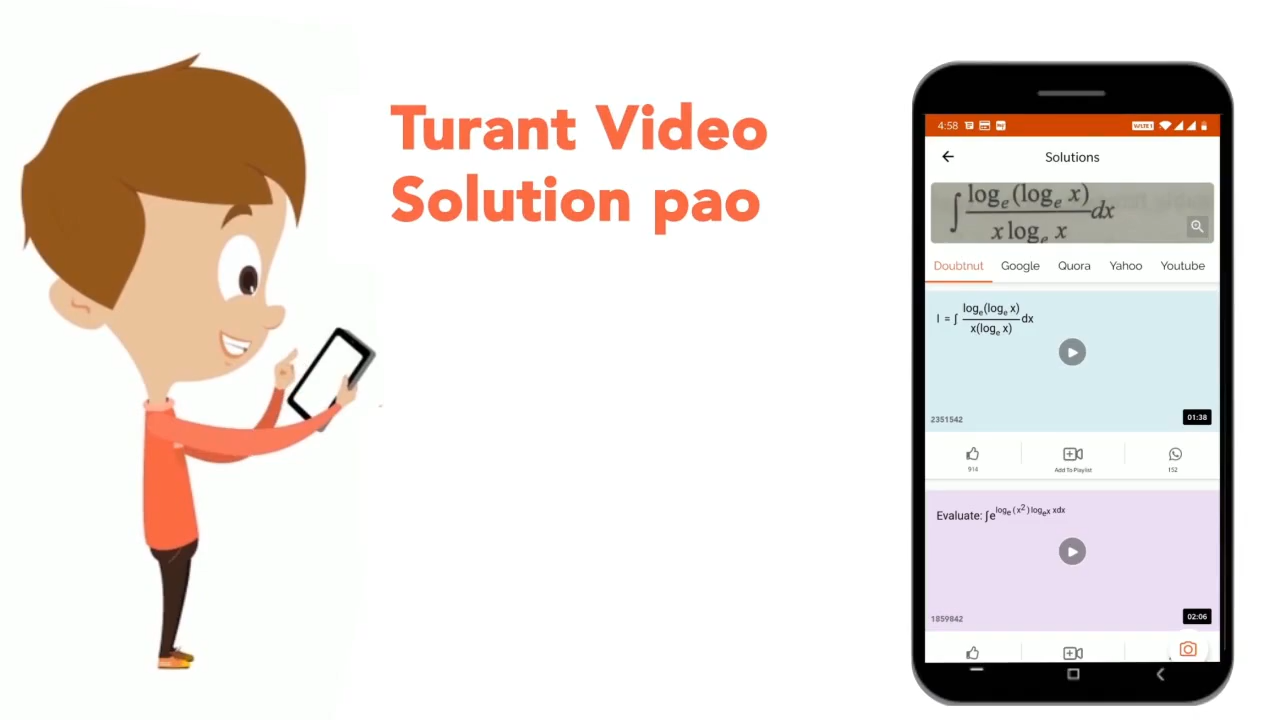 Turant Video
Solution pao
4:58
Solutions
∫ logₑ(logₑ x) / x logₑ x dx
Doubtnut Google Quora Yahoo Youtube
I = ∫ logₑ(logₑ x) / x(logₑ x) dx
2351542 01:38
914 Add To Playlist 152
Evaluate: ∫e^logₑ(x²)logₑx xdx
1859842 02:06